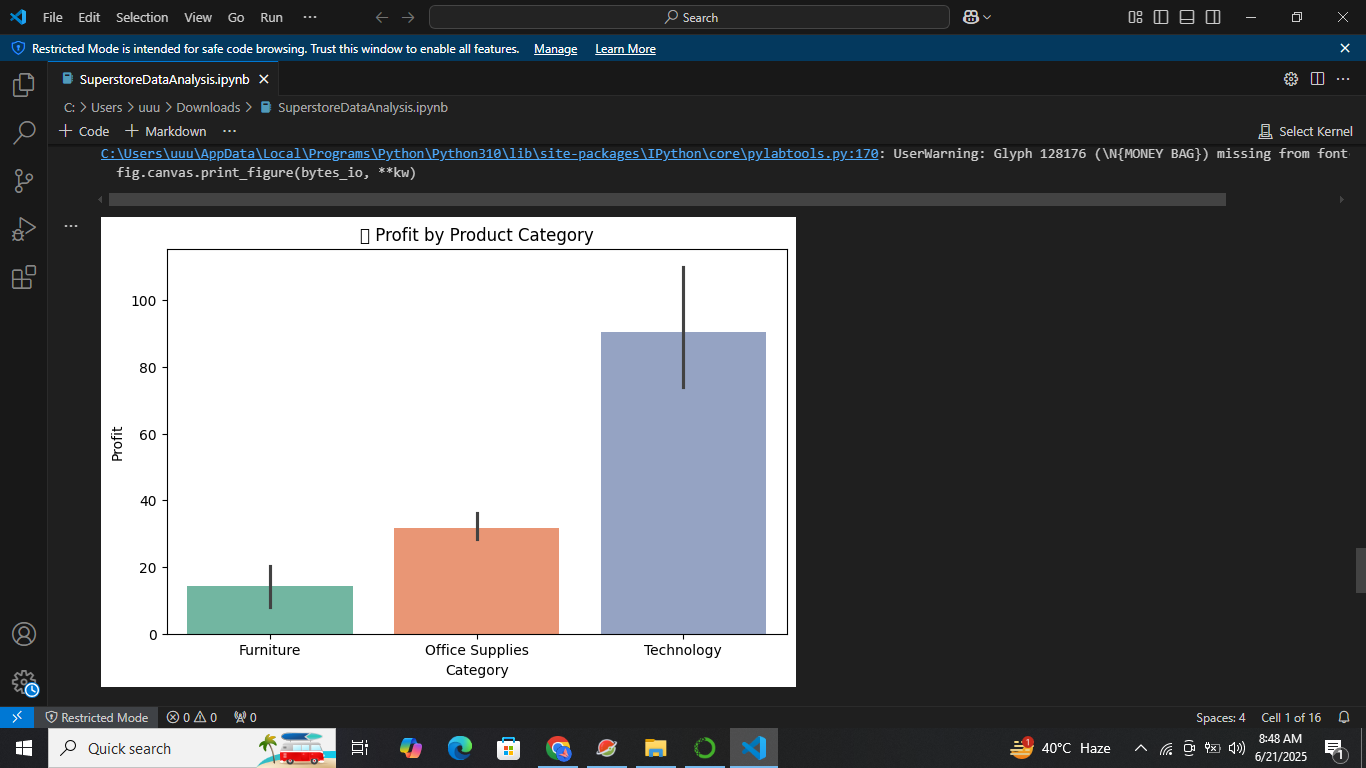 File Edit Selection View Go Run ···
Search
Restricted Mode is intended for safe code browsing. Trust this window to enable all features. Manage Learn More
SuperstoreDataAnalysis.ipynb
C: > Users > uuu > Downloads > SuperstoreDataAnalysis.ipynb
+ Code + Markdown ···
Select Kernel
C:\Users\uuu\AppData\Local\Programs\Python\Python310\lib\site-packages\IPython\core\pylabtools.py:170: UserWarning: Glyph 128176 (\N{MONEY BAG}) missing from font
fig.canvas.print_figure(bytes_io, **kw)
▯ Profit by Product Category
Profit
100
80
60
40
20
0
Furniture Office Supplies Technology
Category
Restricted Mode 0 0 0
Spaces: 4 Cell 1 of 16
Quick search
40°C Haze
1
8:48 AM
6/21/2025
1